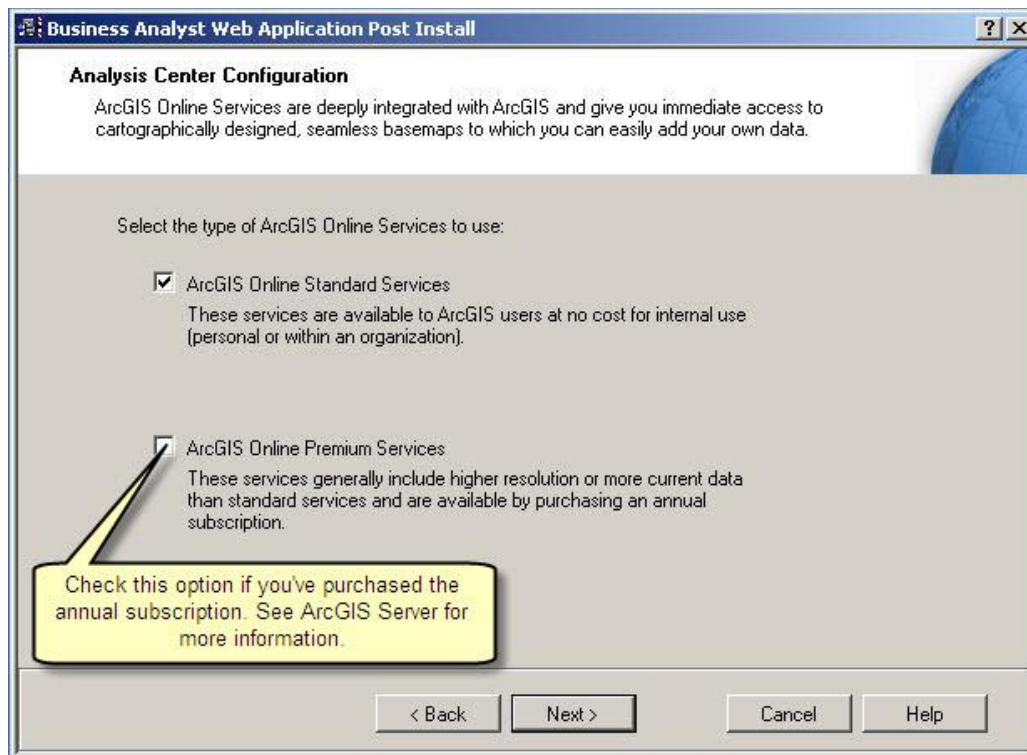 Business Analyst Web Application Post Install
Analysis Center Configuration
ArcGIS Online Services are deeply integrated with ArcGIS and give you immediate access to
cartographically designed, seamless basemaps to which you can easily add your own data.
Select the type of ArcGIS Online Services to use:
ArcGIS Online Standard Services
These services are available to ArcGIS users at no cost for internal use
(personal or within an organization).
ArcGIS Online Premium Services
These services generally include higher resolution or more current data
than standard services and are available by purchasing an annual
subscription.
Check this option if you've purchased the
annual subscription. See ArcGIS Server for
more information.
< Back Next > Cancel Help